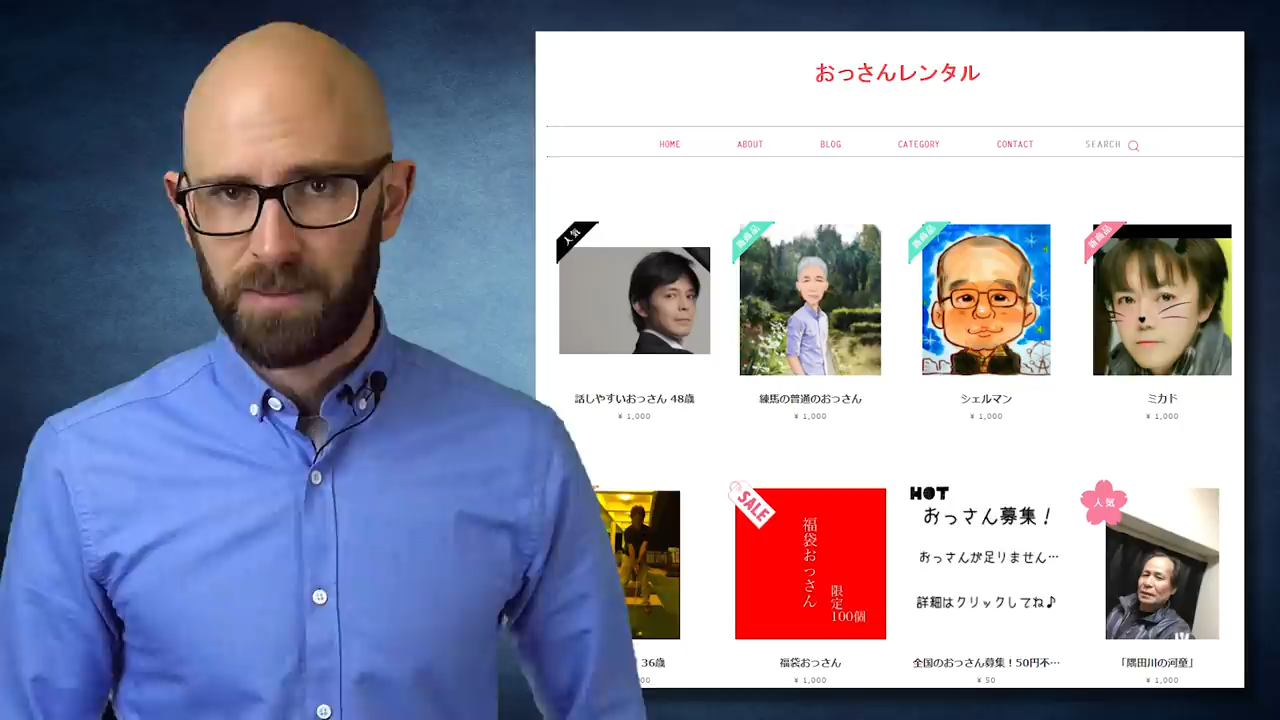 おっさんレンタル
HOME ABOUT BLOG CATEGORY CONTACT SEARCH
人気 新商品 新商品 新商品
話しやすいおっさん 48歳 練馬の普通のおっさん シェルマン ミカド
¥ 1,000 ¥ 1,000 ¥ 1,000 ¥ 1,000
SALE
福袋おっさん
限定
100個
HOT
おっさん募集！
おっさんが足りません…
詳細はクリックしてね♪
人気
36歳 福袋おっさん 全国のおっさん募集！50円不… 「隅田川の河童」
00 ¥ 1,000 ¥ 50 ¥ 1,000